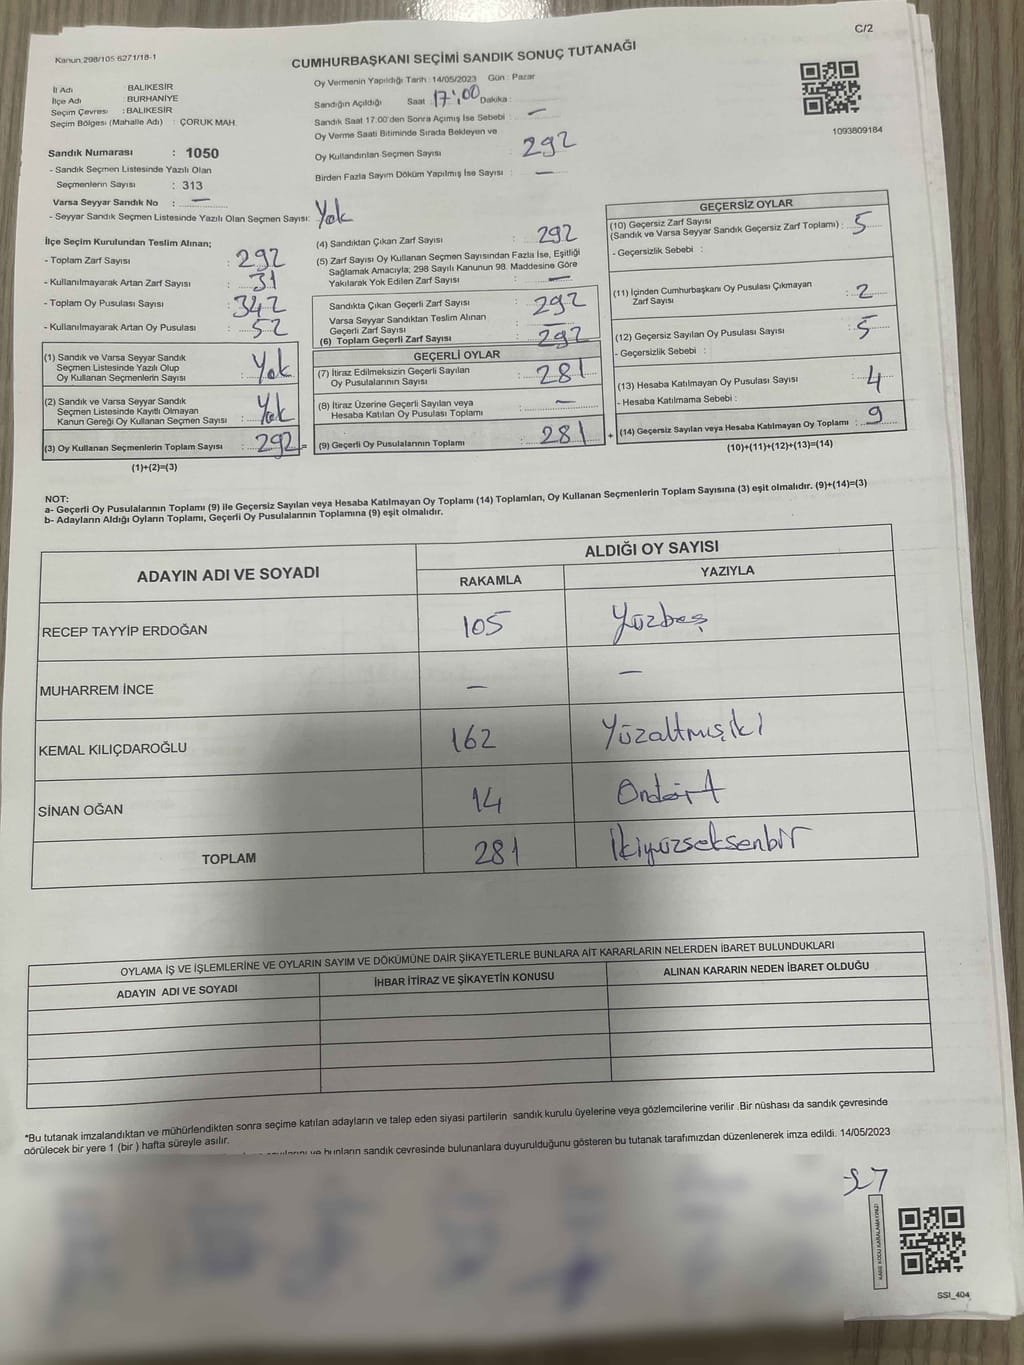 C/2
Kanun:298/105 6271/18-1
CUMHURBAŞKANI SEÇİMİ SANDIK SONUÇ TUTANAĞI
İl Adı : BALIKESİR
İlçe Adı : BURHANİYE
Seçim Çevresi : BALIKESİR
Seçim Bölgesi (Mahalle Adı) : ÇORUK MAH.
Oy Vermenin Yapıldığı Tarih : 14/05/2023 Gün : Pazar
Sandığın Açıldığı Saat : 17:00 Dakika :
Sandık Saat 17:00'den Sonra Açımış İse Sebebi : —
Oy Verme Saati Bitiminde Sırada Bekleyen ve
Oy Kullandırılan Seçmen Sayısı : 292
Birden Fazla Sayım Döküm Yapılmış İse Sayısı : —
1093809184
Sandık Numarası : 1050
- Sandık Seçmen Listesinde Yazılı Olan
Seçmenlerin Sayısı : 313
Varsa Seyyar Sandık No : —
- Seyyar Sandık Seçmen Listesinde Yazılı Olan Seçmen Sayısı: Yok
İlçe Seçim Kurulundan Teslim Alınan;
- Toplam Zarf Sayısı : 292
- Kullanılmayarak Artan Zarf Sayısı : 31
- Toplam Oy Pusulası Sayısı : 342
- Kullanılmayarak Artan Oy Pusulası : 52
(1) Sandık ve Varsa Seyyar Sandık
Seçmen Listesinde Yazılı Olup
Oy Kullanan Seçmenlerin Sayısı : Yok
(2) Sandık ve Varsa Seyyar Sandık
Seçmen Listesinde Kayıtlı Olmayan
Kanun Gereği Oy Kullanan Seçmen Sayısı : Yok
(3) Oy Kullanan Seçmenlerin Toplam Sayısı : 292 =
(1)+(2)=(3)
(4) Sandıktan Çıkan Zarf Sayısı : 292
(5) Zarf Sayısı Oy Kullanan Seçmen Sayısından Fazla İse, Eşitliği
Sağlamak Amacıyla; 298 Sayılı Kanunun 98. Maddesine Göre
Yakılarak Yok Edilen Zarf Sayısı : —
Sandıkta Çıkan Geçerli Zarf Sayısı : 292
Varsa Seyyar Sandıktan Teslim Alınan
Geçerli Zarf Sayısı : —
(6) Toplam Geçerli Zarf Sayısı : 292
GEÇERLİ OYLAR
(7) İtiraz Edilmeksizin Geçerli Sayılan
Oy Pusulalarının Sayısı : 281
(8) İtiraz Üzerine Geçerli Sayılan veya
Hesaba Katılan Oy Pusulası Toplamı : —
(9) Geçerli Oy Pusulalarının Toplamı : 281 +
GEÇERSİZ OYLAR
(10) Geçersiz Zarf Sayısı
(Sandık ve Varsa Seyyar Sandık Geçersiz Zarf Toplamı) : 5
- Geçersizlik Sebebi :
(11) İçinden Cumhurbaşkanı Oy Pusulası Çıkmayan
Zarf Sayısı : 2
(12) Geçersiz Sayılan Oy Pusulası Sayısı : 5
- Geçersizlik Sebebi :
(13) Hesaba Katılmayan Oy Pusulası Sayısı : 4
- Hesaba Katılmama Sebebi :
(14) Geçersiz Sayılan veya Hesaba Katılmayan Oy Toplamı : 9
(10)+(11)+(12)+(13)=(14)
NOT:
a- Geçerli Oy Pusulalarının Toplamı (9) ile Geçersiz Sayılan veya Hesaba Katılmayan Oy Toplamı (14) Toplamları, Oy Kullanan Seçmenlerin Toplam Sayısına (3) eşit olmalıdır. (9)+(14)=(3)
b- Adayların Aldığı Oyların Toplamı, Geçerli Oy Pusulalarının Toplamına (9) eşit olmalıdır.
ADAYIN ADI VE SOYADI
ALDIĞI OY SAYISI
RAKAMLA YAZIYLA
RECEP TAYYİP ERDOĞAN 105 Yüzbeş
MUHARREM İNCE — —
KEMAL KILIÇDAROĞLU 162 Yüzaltmışiki
SİNAN OĞAN 14 Ondört
TOPLAM 281 İkiyüzseksenbir
OYLAMA İŞ VE İŞLEMLERİNE VE OYLARIN SAYIM VE DÖKÜMÜNE DAİR ŞİKAYETLERLE BUNLARA AİT KARARLARIN NELERDEN İBARET BULUNDUKLARI
ADAYIN ADI VE SOYADI İHBAR İTİRAZ VE ŞİKAYETİN KONUSU ALINAN KARARIN NEDEN İBARET OLDUĞU
*Bu tutanak imzalandıktan ve mühürlendikten sonra seçime katılan adayların ve talep eden siyasi partilerin sandık kurulu üyelerine veya gözlemcilerine verilir .Bir nüshası da sandık çevresinde
görülecek bir yere 1 (bir ) hafta süreyle asılır.
ve bunların sandık çevresinde bulunanlara duyurulduğunu gösteren bu tutanak tarafımızdan düzenlenerek imza edildi. 14/05/2023
KARE KODU KARALAMAYINIZ!
SSI_404